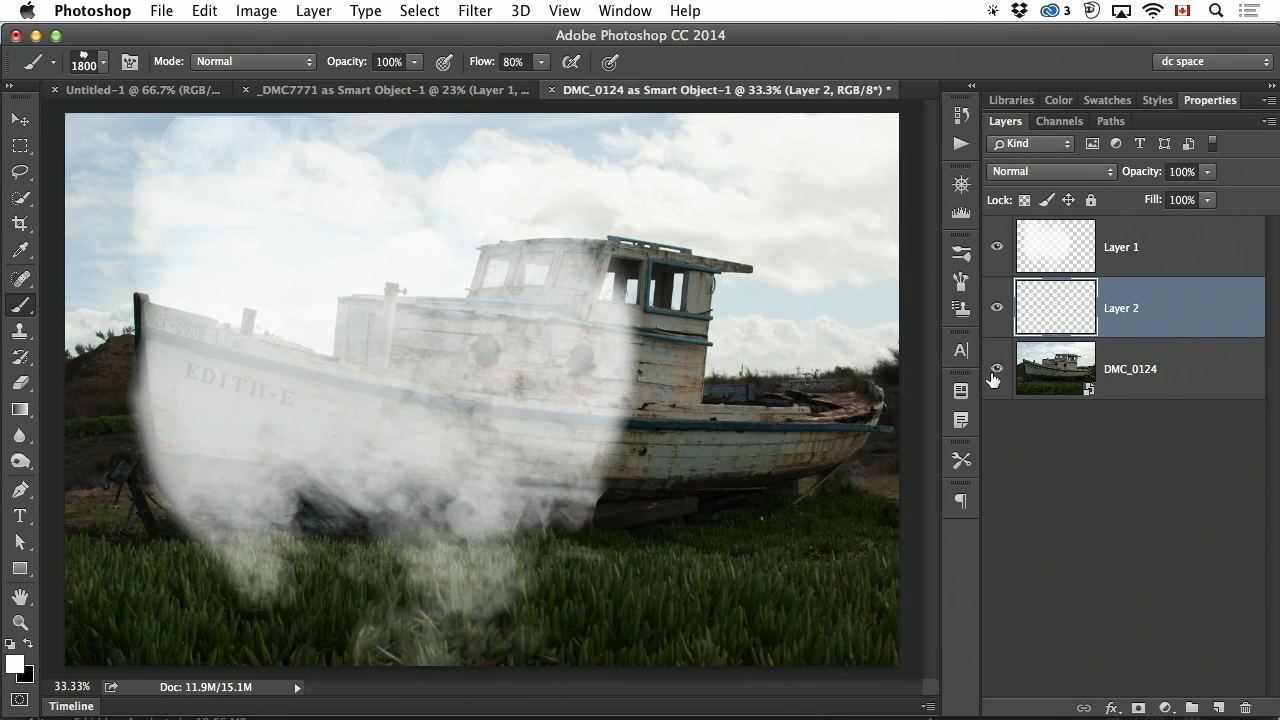 Photoshop File Edit Image Layer Type Select Filter 3D View Window Help 3
Adobe Photoshop CC 2014
1800 Mode: Normal Opacity: 100% Flow: 80% dc space
Untitled-1 @ 66.7% (RGB/... _DMC7771 as Smart Object-1 @ 23% (Layer 1, ... DMC_0124 as Smart Object-1 @ 33.3% (Layer 2, RGB/8*) *
Libraries Color Swatches Styles Properties
Layers Channels Paths
Kind
Normal Opacity: 100%
Lock: Fill: 100%
Layer 1
Layer 2
DMC_0124
EDITH-E
33.33% Doc: 11.9M/15.1M
Timeline